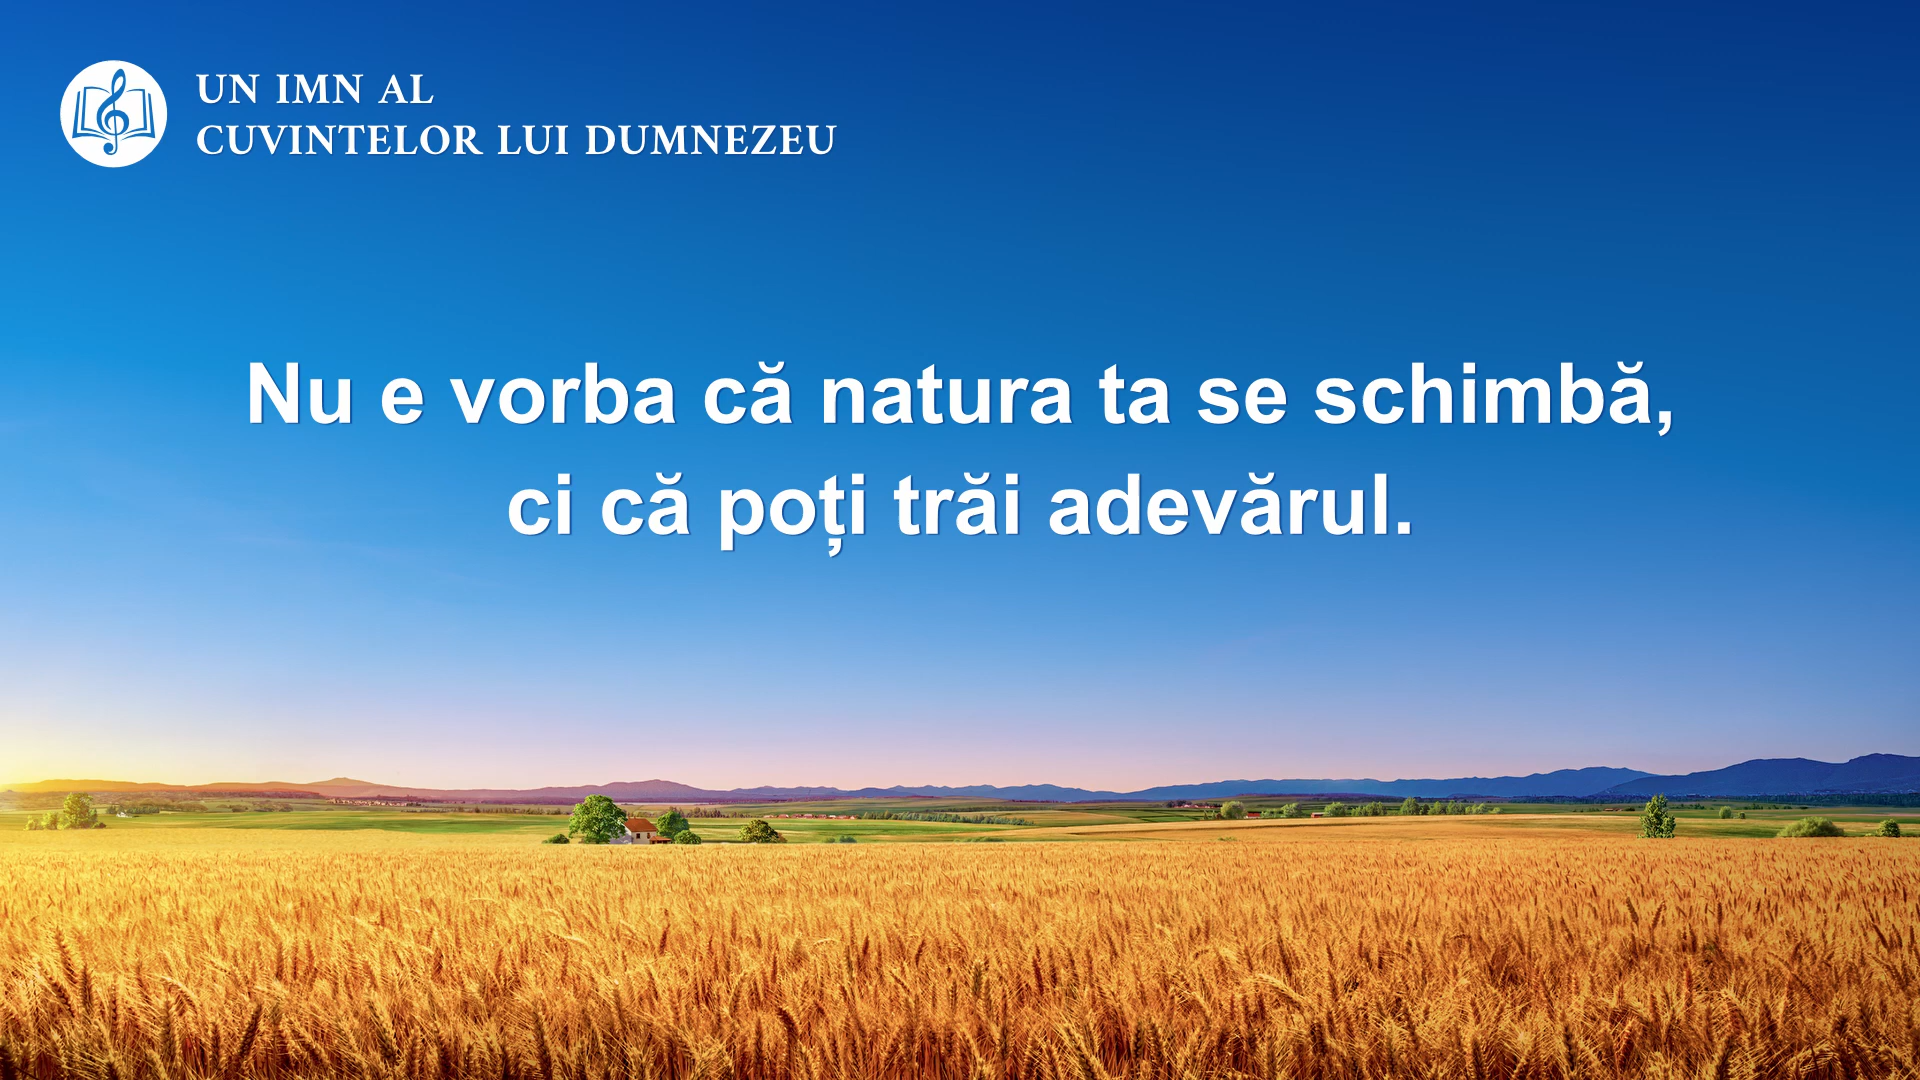 UN IMN AL
CUVINTELOR LUI DUMNEZEU
Nu e vorba că natura ta se schimbă,
ci că poți trăi adevărul.